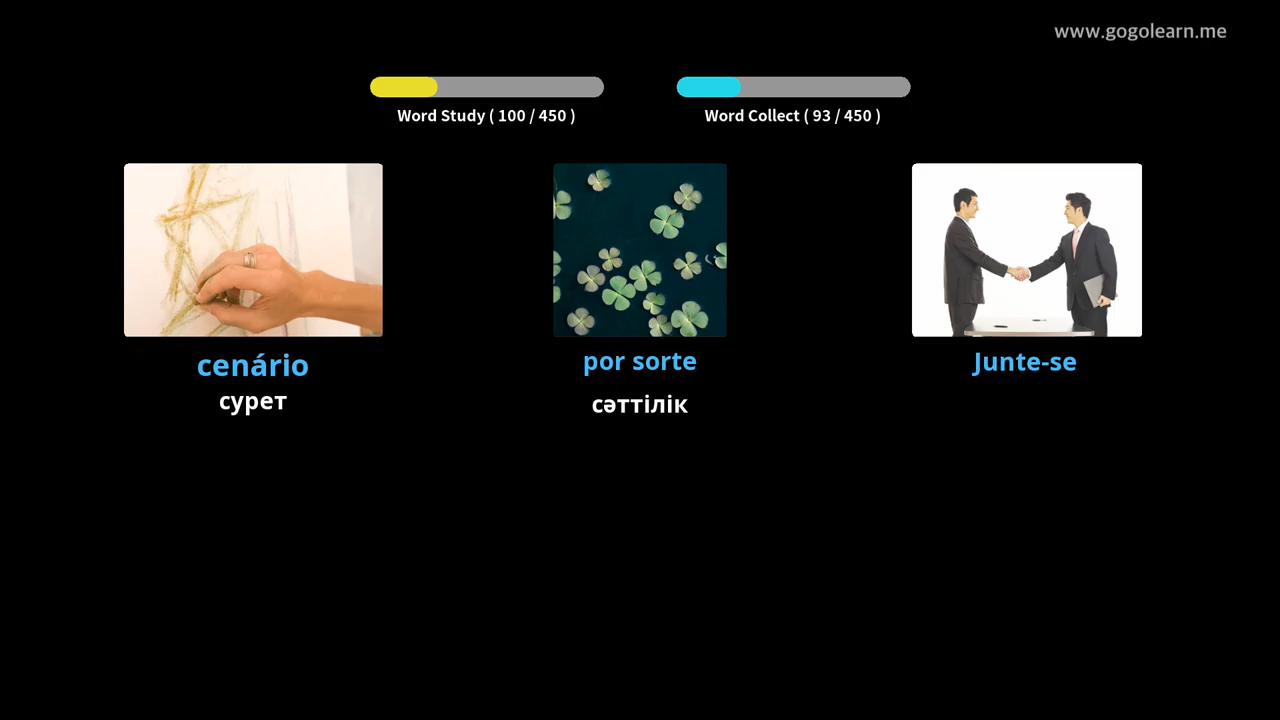 www.gogolearn.me
Word Study ( 100 / 450 )
Word Collect ( 93 / 450 )
cenário
сурет
por sorte
сәттілік
Junte-se